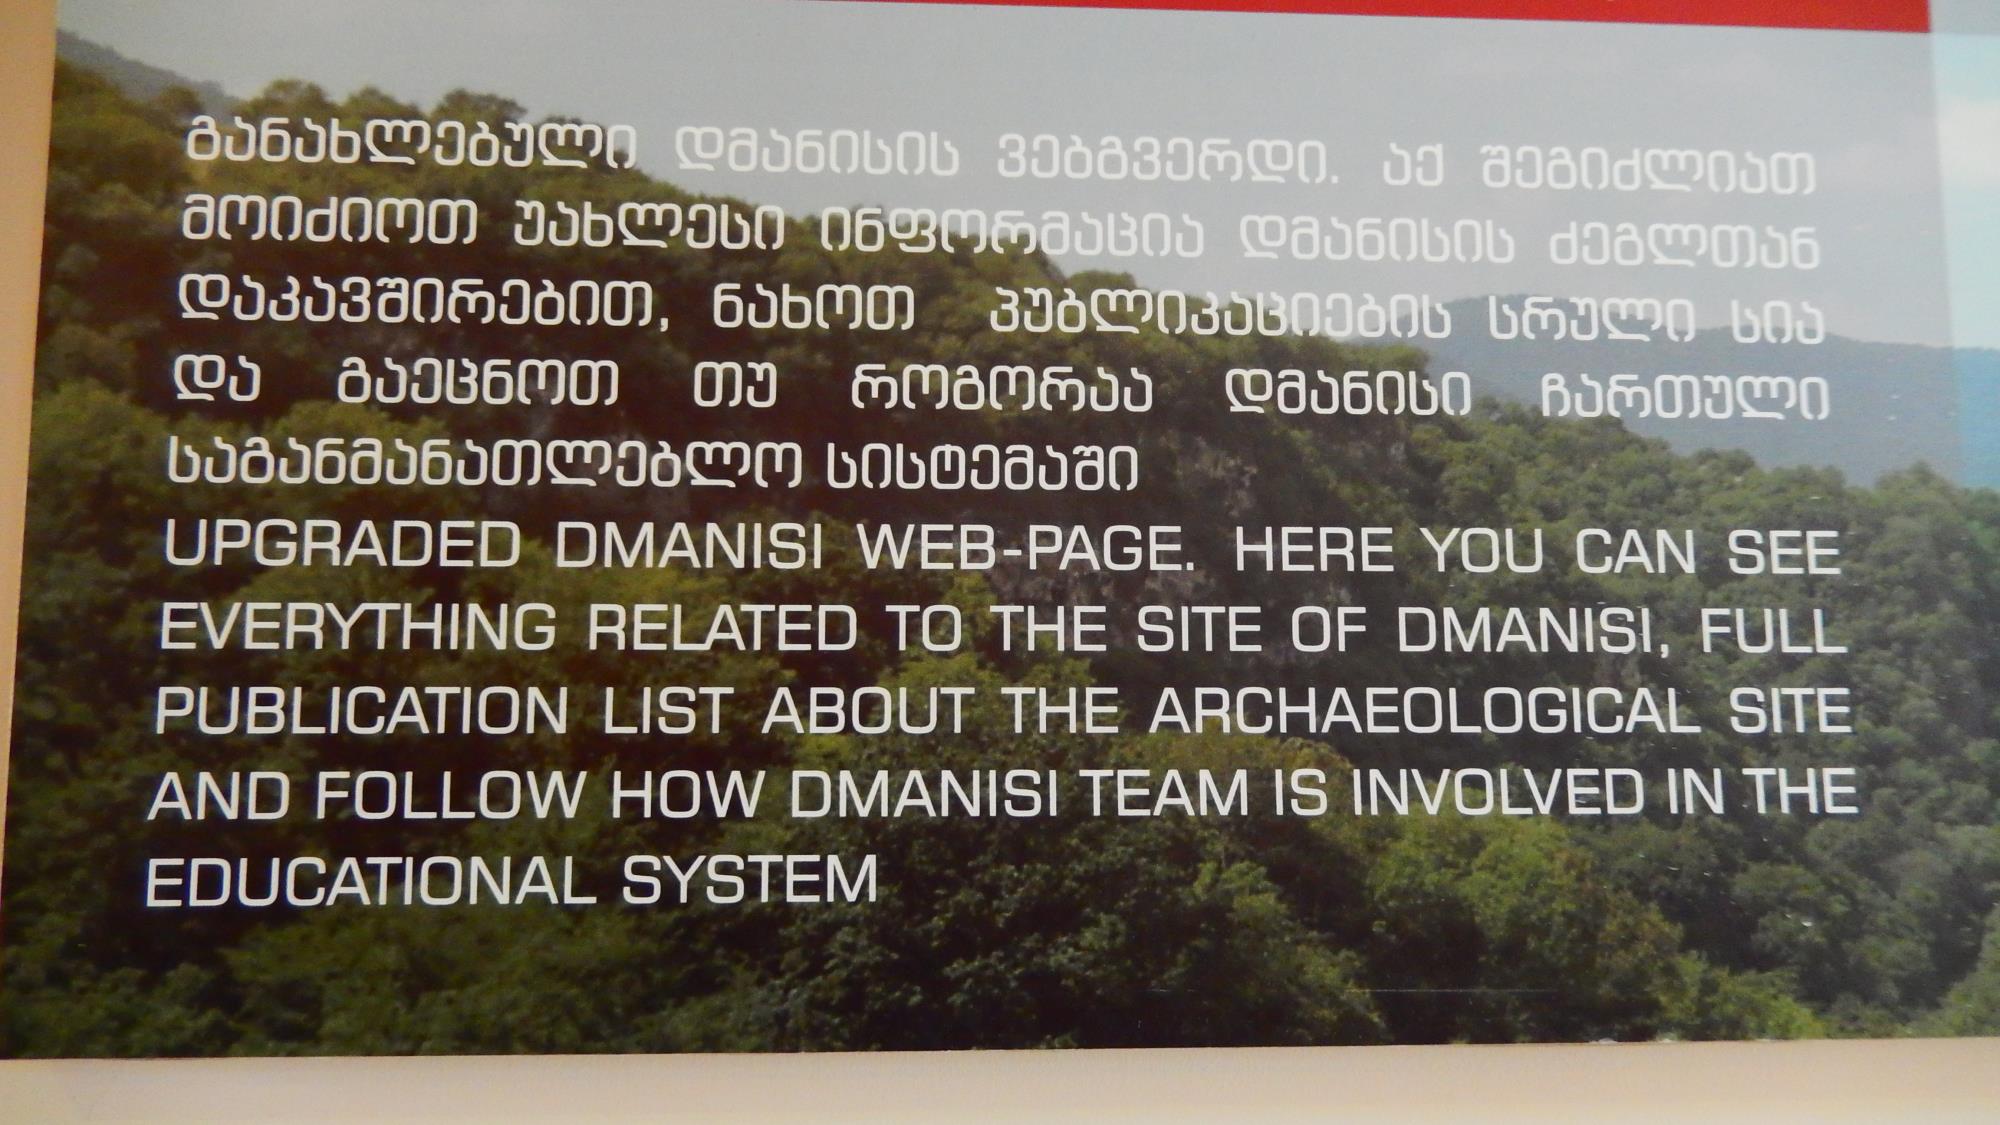 განახლებული დმანისის ვებგვერდი. აქ შეგიძლიათ
მოიძიოთ უახლესი ინფორმაცია დმანისის ძეგლთან
დაკავშირებით, ნახოთ პუბლიკაციების სრული სია
და გაეცნოთ თუ როგორაა დმანისი ჩართული
საგანმანათლებლო სისტემაში
UPGRADED DMANISI WEB-PAGE. HERE YOU CAN SEE
EVERYTHING RELATED TO THE SITE OF DMANISI, FULL
PUBLICATION LIST ABOUT THE ARCHAEOLOGICAL SITE
AND FOLLOW HOW DMANISI TEAM IS INVOLVED IN THE
EDUCATIONAL SYSTEM